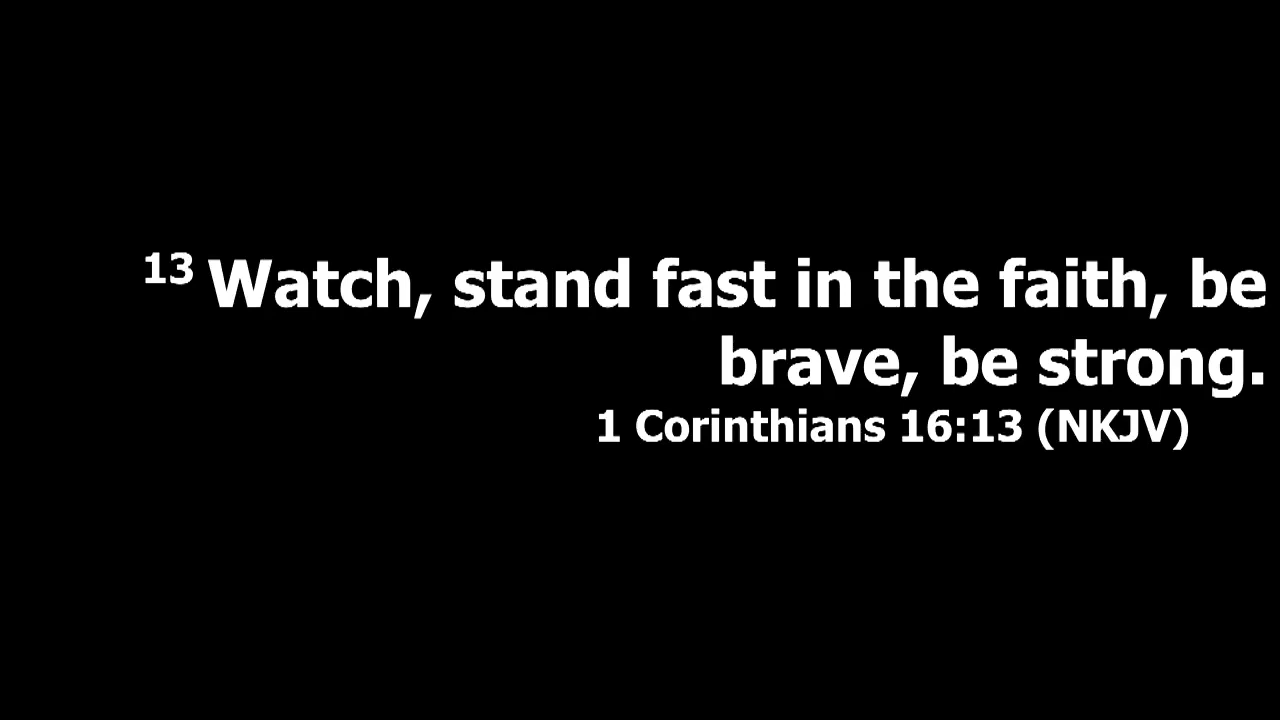 13 Watch, stand fast in the faith, be
brave, be strong.
1 Corinthians 16:13 (NKJV)